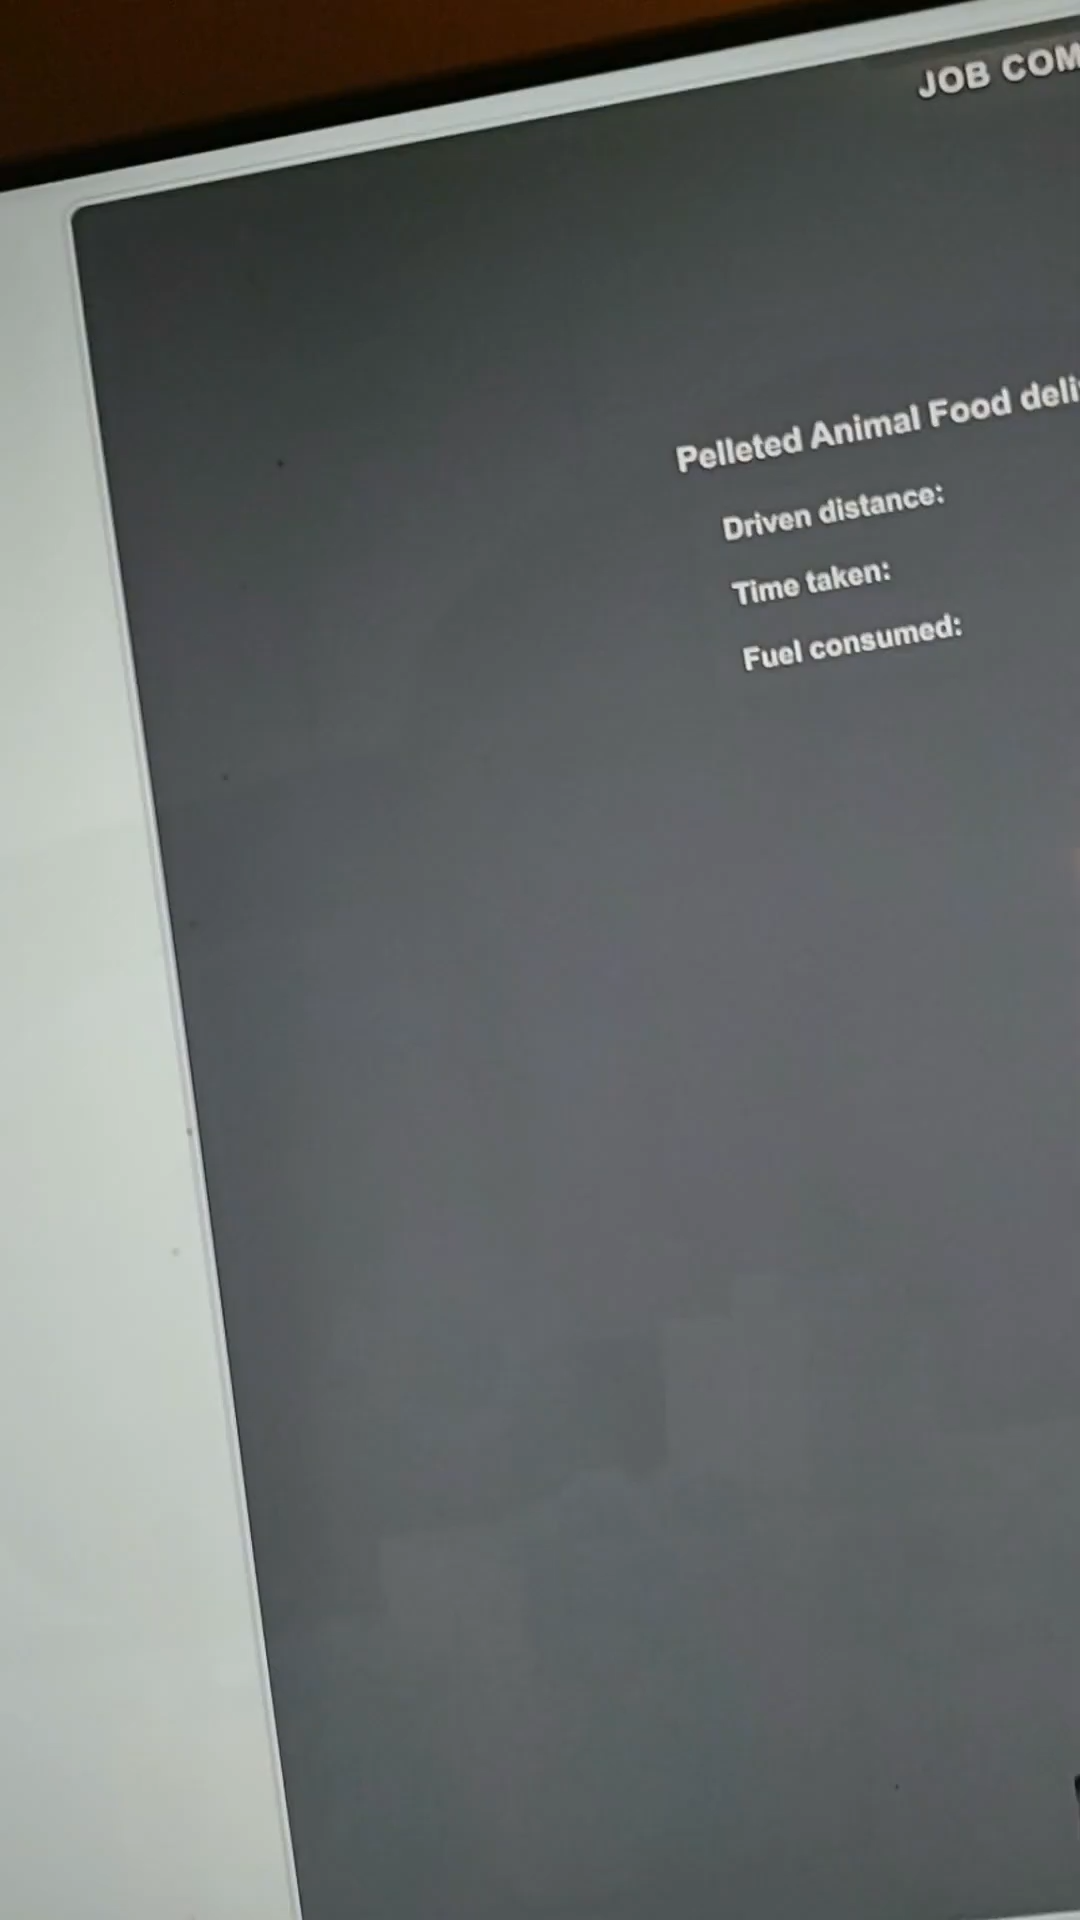 JOB COM
Pelleted Animal Food deli
Driven distance:
Time taken:
Fuel consumed: